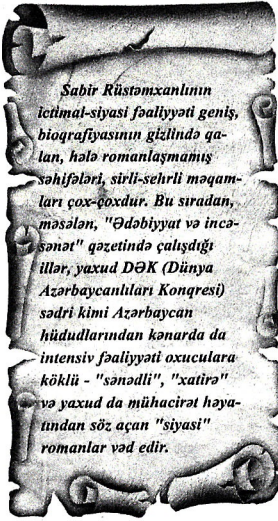 Sabir Rüstəmxanlının
ictimai-siyasi fəaliyyəti geniş,
bioqrafiyasının gizlində qa-
lan, hələ romanlaşmamış
səhifələri, sirli-sehrli məqam-
ları çox-çoxdur. Bu sıradan,
məsələn, "Ədəbiyyat və incə-
sənət" qəzetində çalışdığı
illər, yaxud DƏK (Dünya
Azərbaycanlıları Konqresi)
sədri kimi Azərbaycan
hüdudlarından kənarda da
intensiv fəaliyyəti oxuculara
köklü - "sənədli", "xatirə"
və yaxud da mühacirət həya-
tından söz açan "siyasi"
romanlar vəd edir.